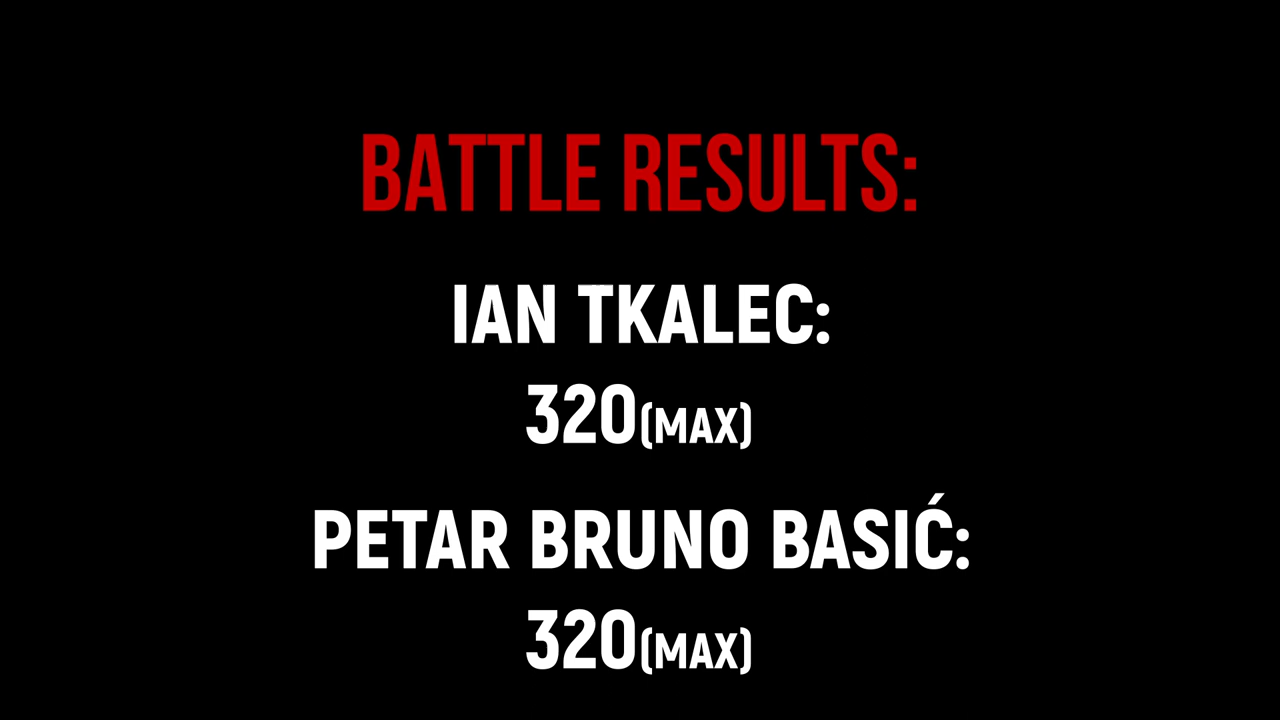 BATTLE RESULTS:
IAN TKALEC:
320(MAX)
PETAR BRUNO BASIĆ:
320(MAX)